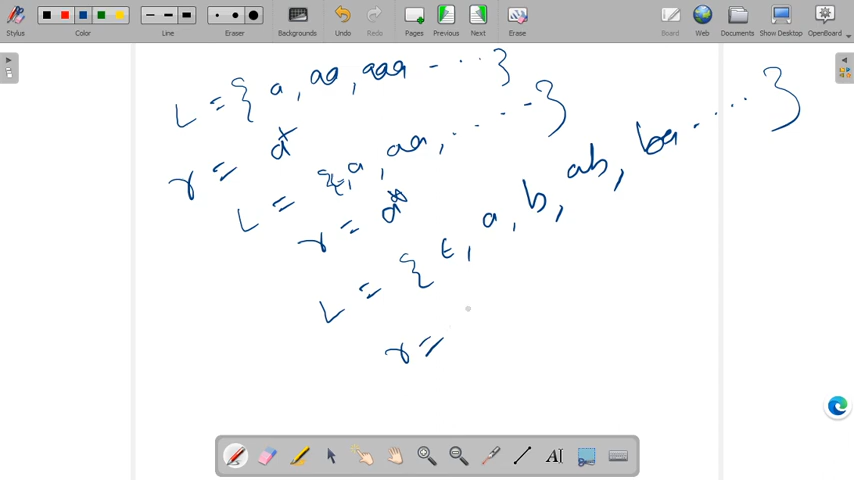 Stylus Color Line Eraser Backgrounds Undo Redo Pages Previous Next Erase Board Web Documents Show Desktop OpenBoard
L = { a, aa, aaa - ... }
r = a⁺
L = { ε, a, aa, ..... - }
r = a*
L = { ε, a, b, ab, ba ..... }
r =